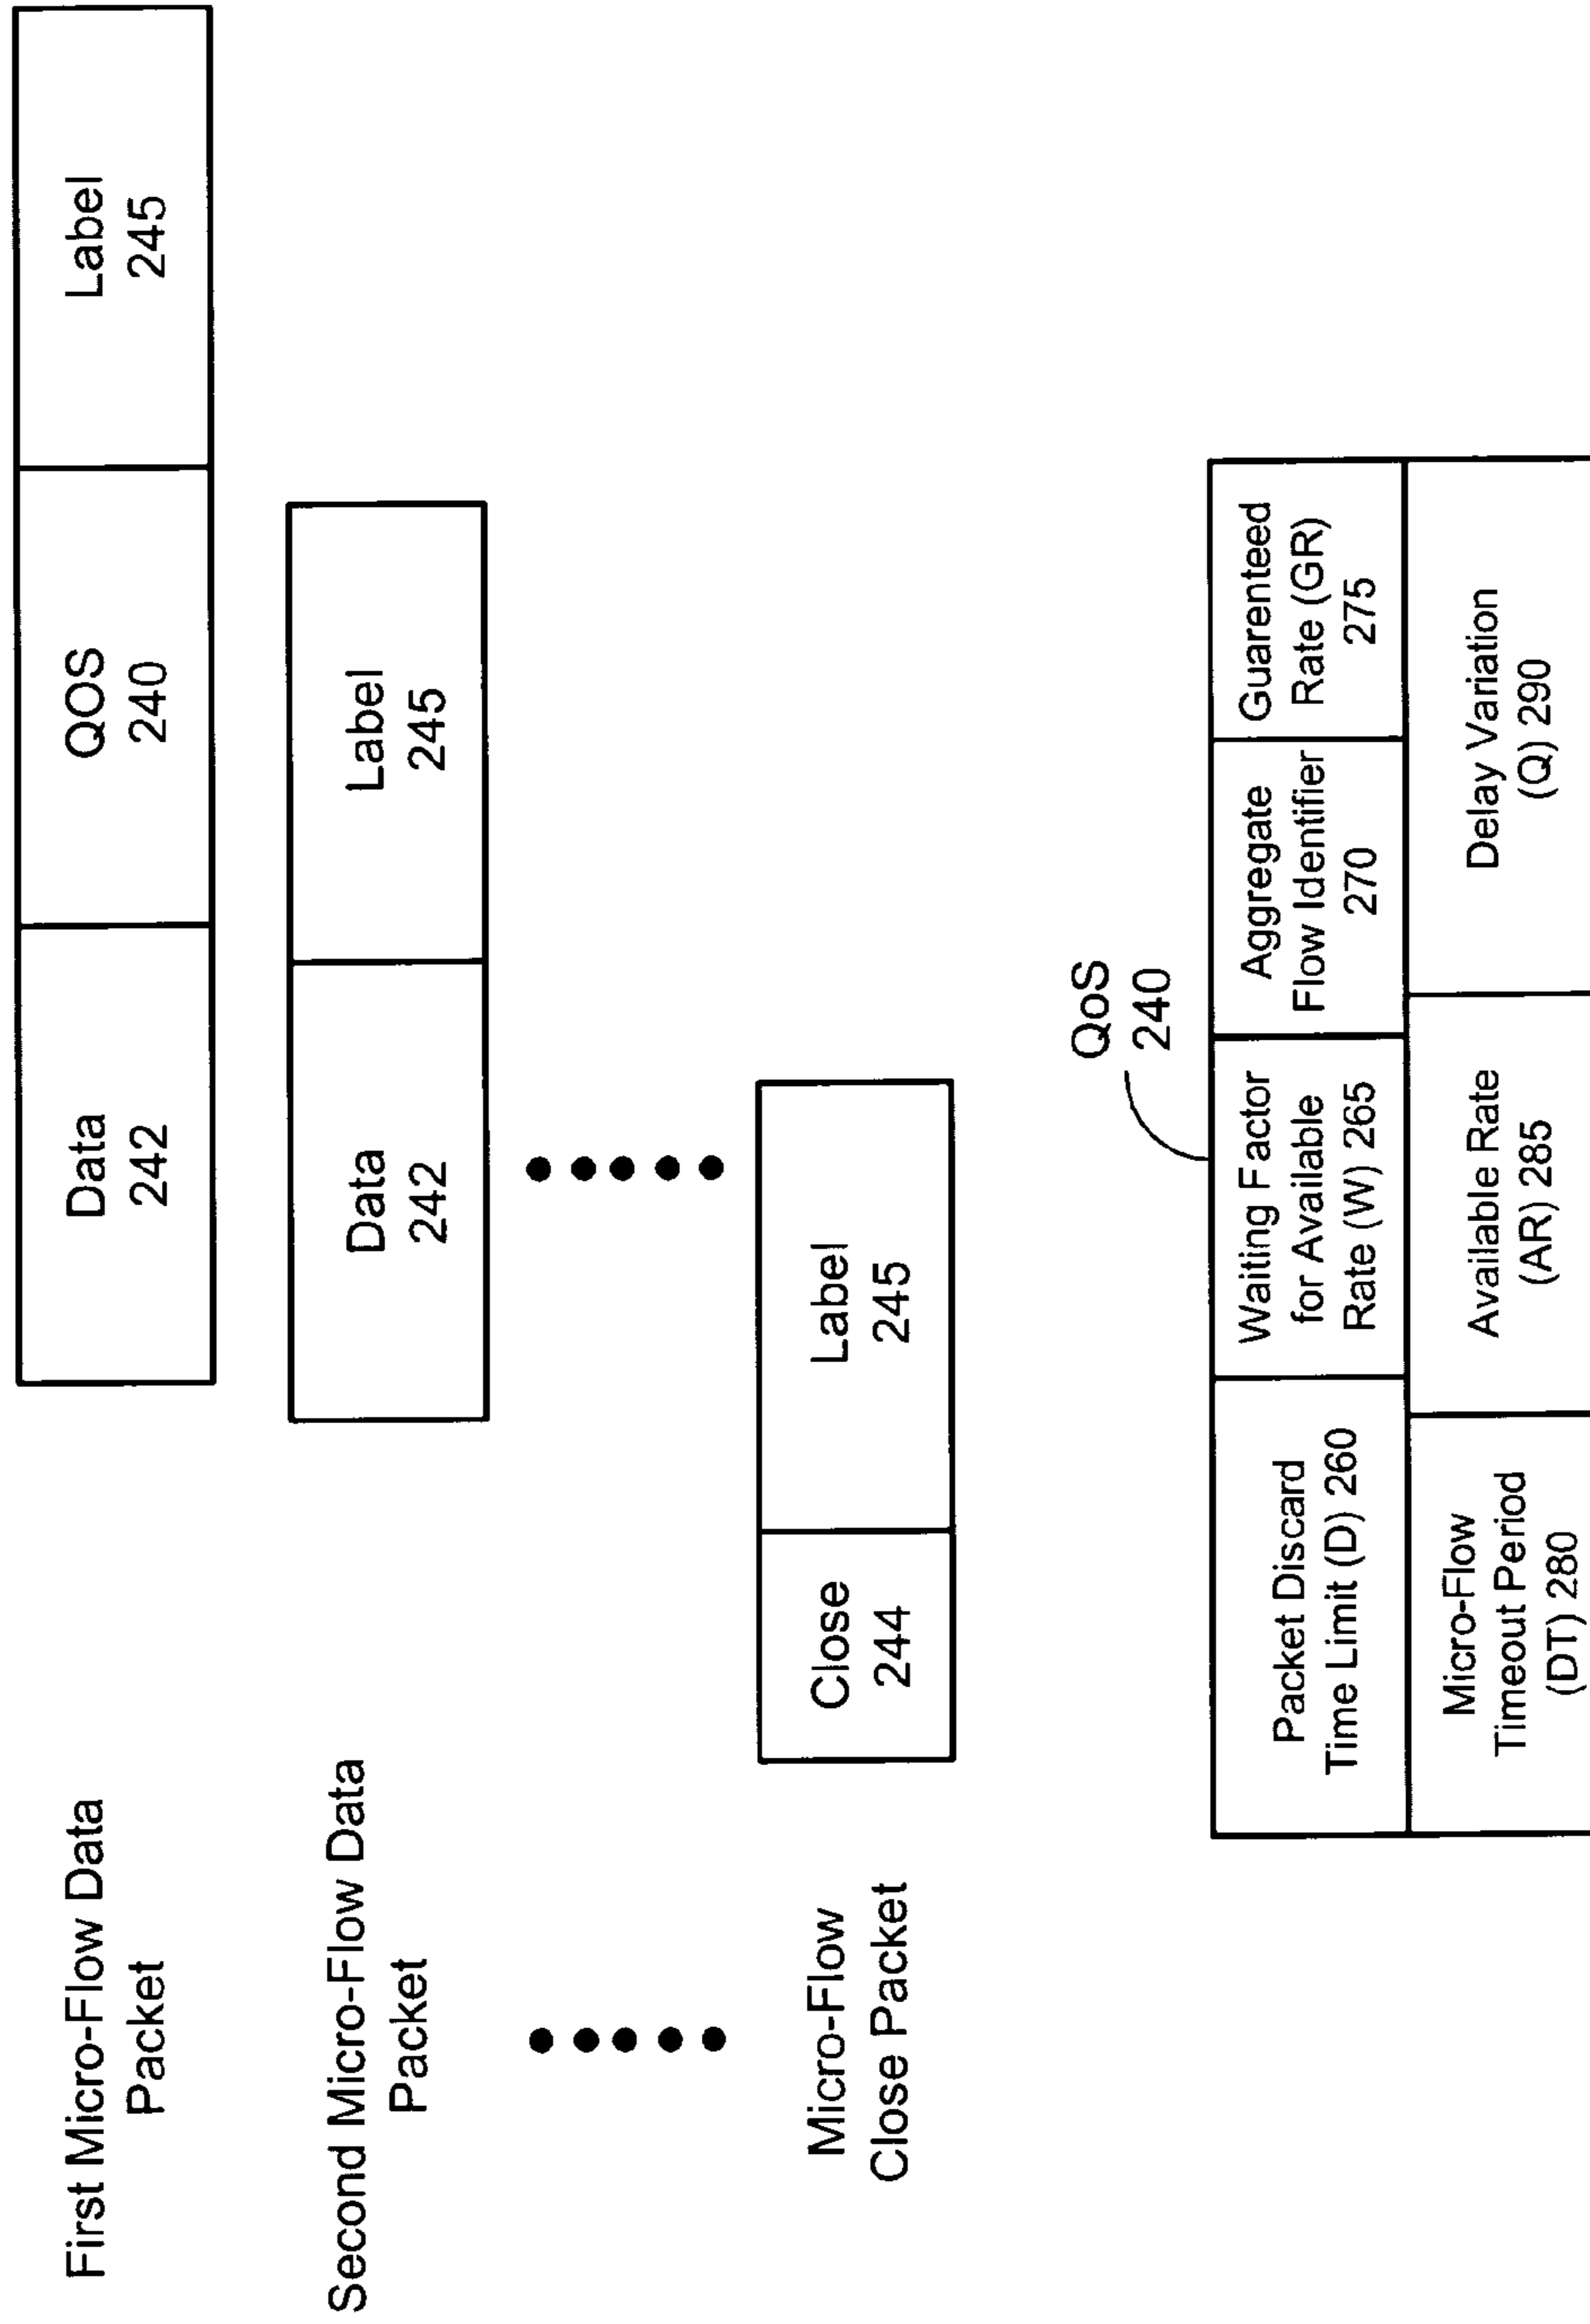 First Micro-Flow Data
Packet
Data
242
QOS
240
Label
245
Second Micro-Flow Data
Packet
Data
242
Label
245
Micro-Flow
Close Packet
Close
244
Label
245
QoS
240
Packet Discard
Time Limit (D) 260
Waiting Factor
for Available
Rate (W) 265
Aggregate
Flow Identifier
270
Guarenteed
Rate (GR)
275
Micro-Flow
Timeout Period
(DT) 280
Available Rate
(AR) 285
Delay Variation
(Q) 290